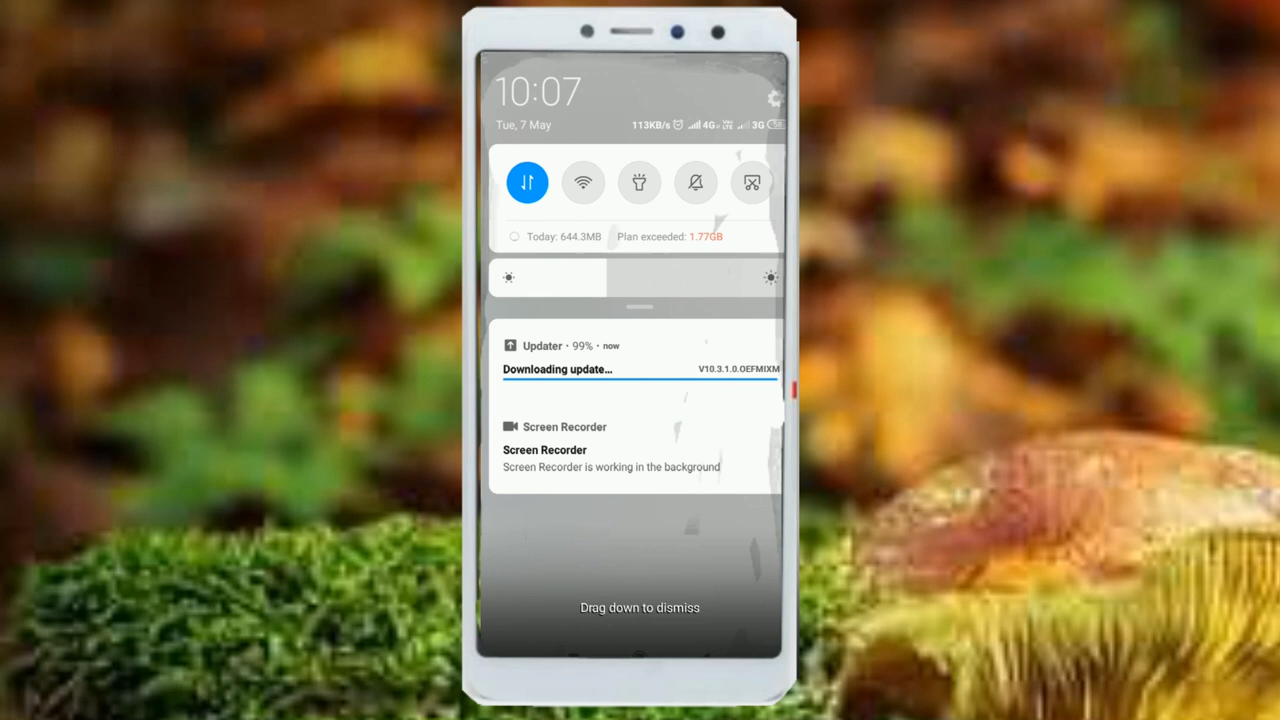 10:07
Tue, 7 May
113KB/s 4G 3G 58
Today: 644.3MB Plan exceeded: 1.77GB
Updater · 99% · now
Downloading update... V10.3.1.0.OEFMIXM
Screen Recorder
Screen Recorder
Screen Recorder is working in the background
Drag down to dismiss